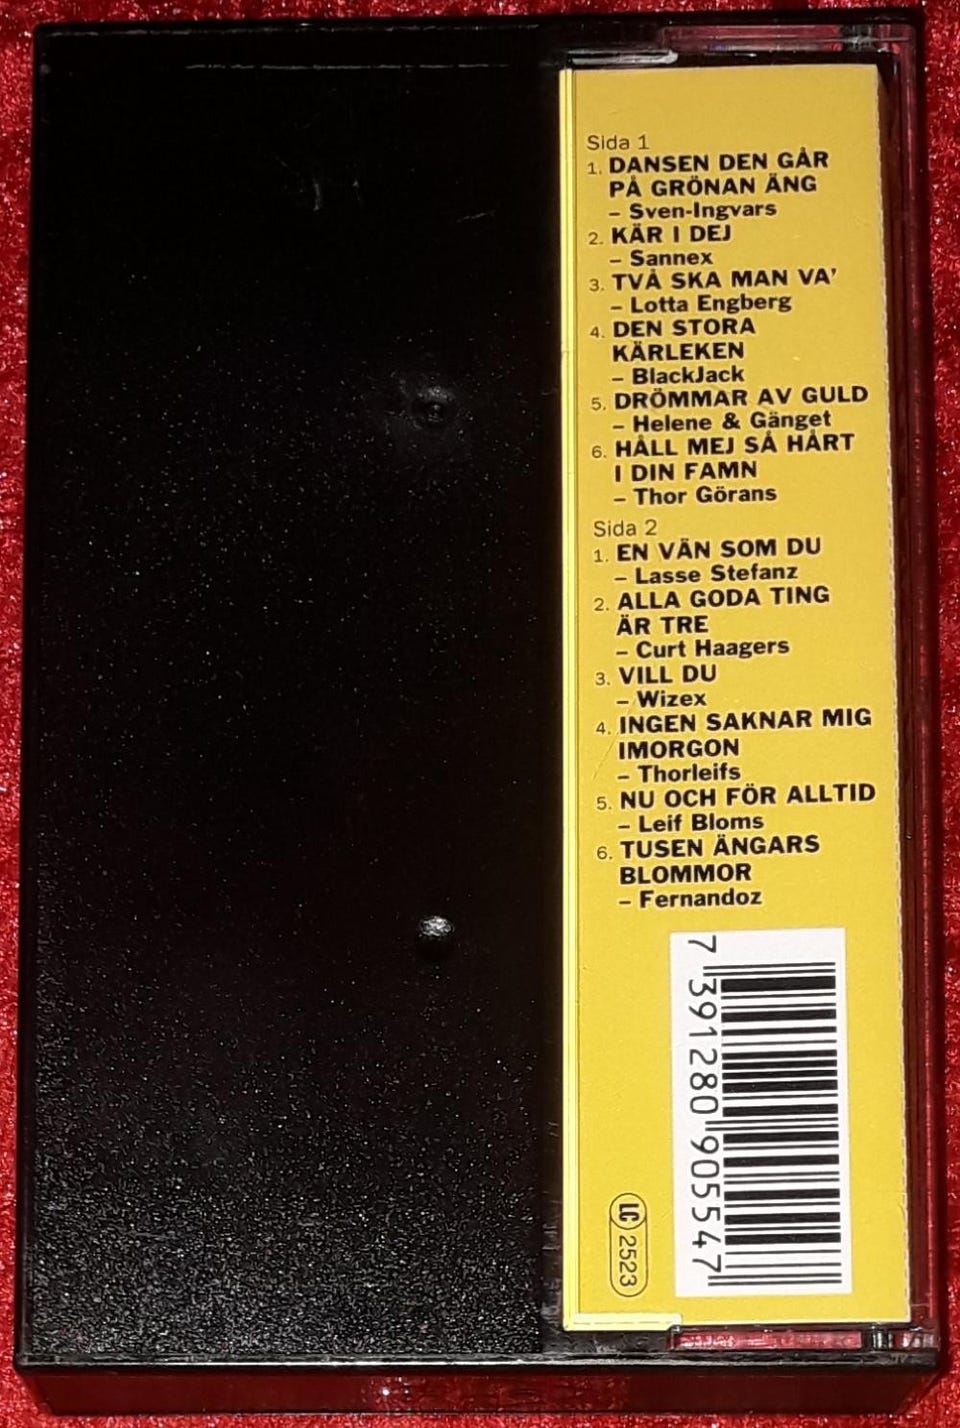 Sida 1
1. DANSEN DEN GÅR
PÅ GRÖNAN ÄNG
– Sven-Ingvars
2. KÄR I DEJ
– Sannex
3. TVÅ SKA MAN VA'
– Lotta Engberg
4. DEN STORA
KÄRLEKEN
– BlackJack
5. DRÖMMAR AV GULD
– Helene & Gänget
6. HÅLL MEJ SÅ HÅRT
I DIN FAMN
– Thor Görans
Sida 2
1. EN VÄN SOM DU
– Lasse Stefanz
2. ALLA GODA TING
ÄR TRE
– Curt Haagers
3. VILL DU
– Wizex
4. INGEN SAKNAR MIG
IMORGON
– Thorleifs
5. NU OCH FÖR ALLTID
– Leif Bloms
6. TUSEN ÄNGARS
BLOMMOR
– Fernandoz
7 391280 905547
LC 2523